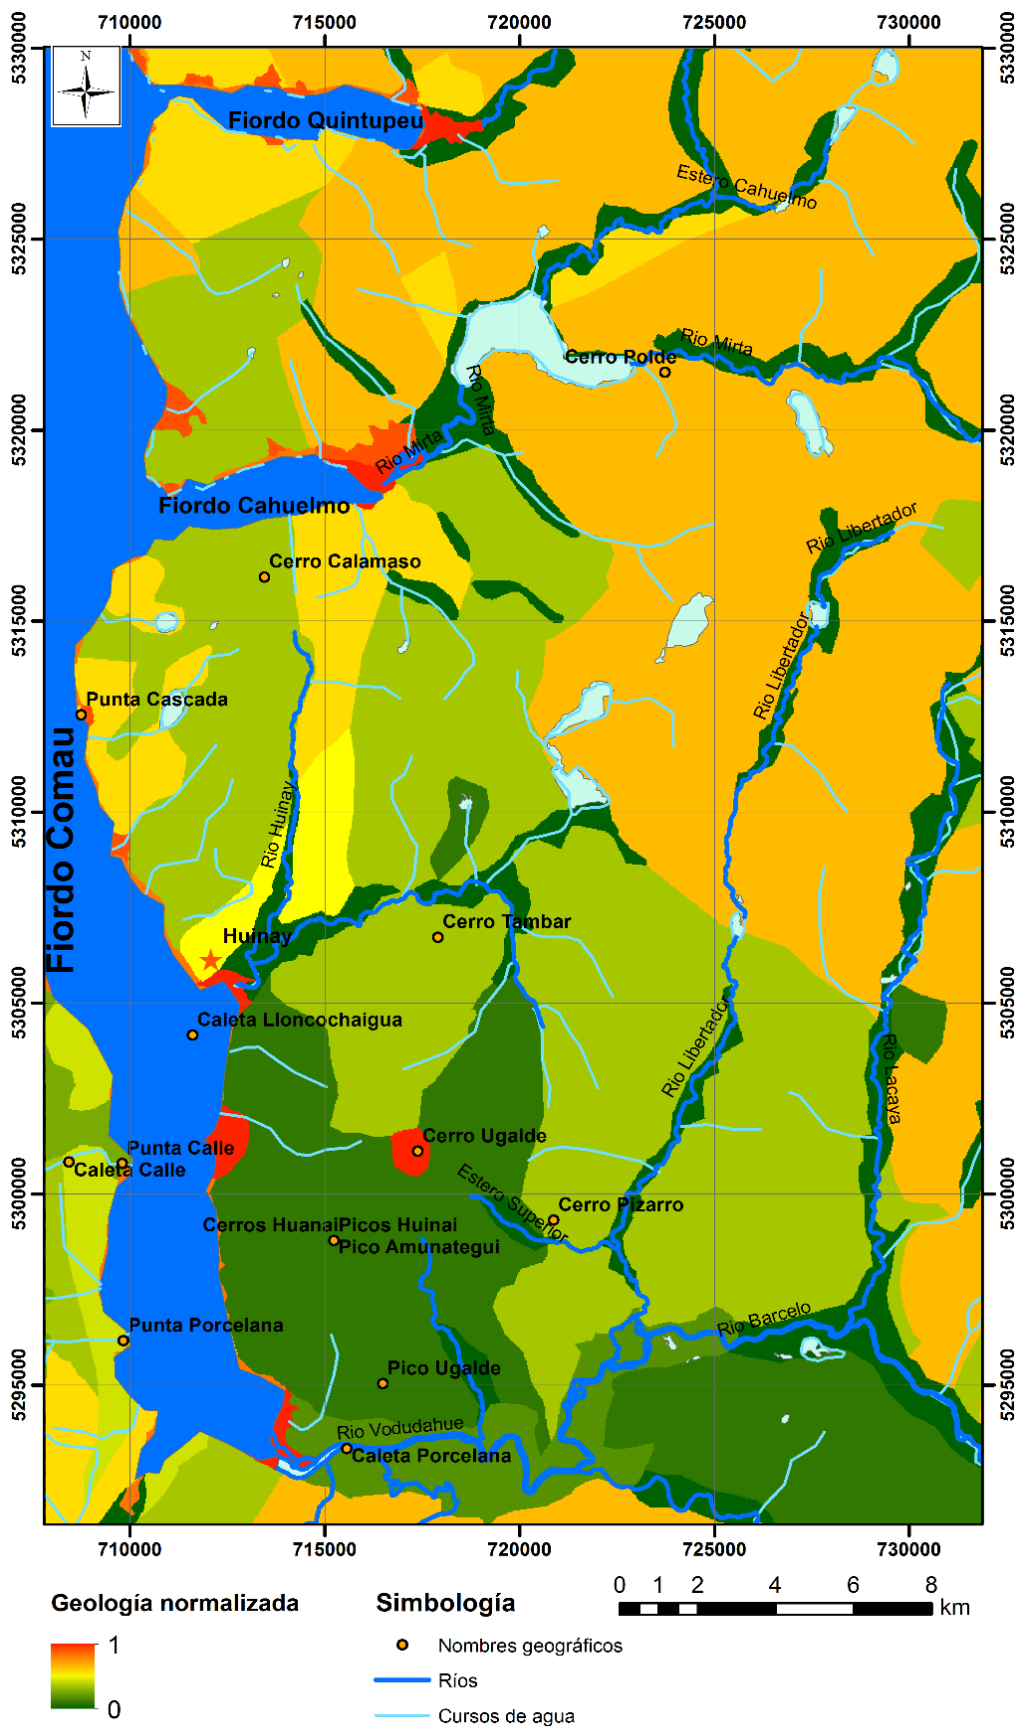 710000 715000 720000 725000 730000
5330000 5330000
N
Fiordo Quintupeu
Estero Cahuelmo
5325000 5325000
Rio Mirta
Cerro Polde
Rio Mirta
5320000 5320000
Rio Mirta
Fiordo Cahuelmo
Rio Libertador
Cerro Calamaso
5315000 5315000
Rio Libertador
Punta Cascada
Fiordo Comau
5310000 5310000
Rio Huinay
Cerro Tambar
Huinay
5305000 5305000
Caleta Lloncochaigua
Rio Libertador
Rio Lacaya
Cerro Ugalde
Punta Calle
Caleta Calle
5300000 5300000
Estero Superior
Cerro Pizarro
Cerros HuanaiPicos Huinai
Pico Amunategui
Rio Barcelo
Punta Porcelana
Pico Ugalde
5295000 5295000
Rio Vodudahue
Caleta Porcelana
710000 715000 720000 725000 730000
0 1 2 4 6 8
km
Geología normalizada
1
0
Simbología
Nombres geográficos
Ríos
Cursos de agua